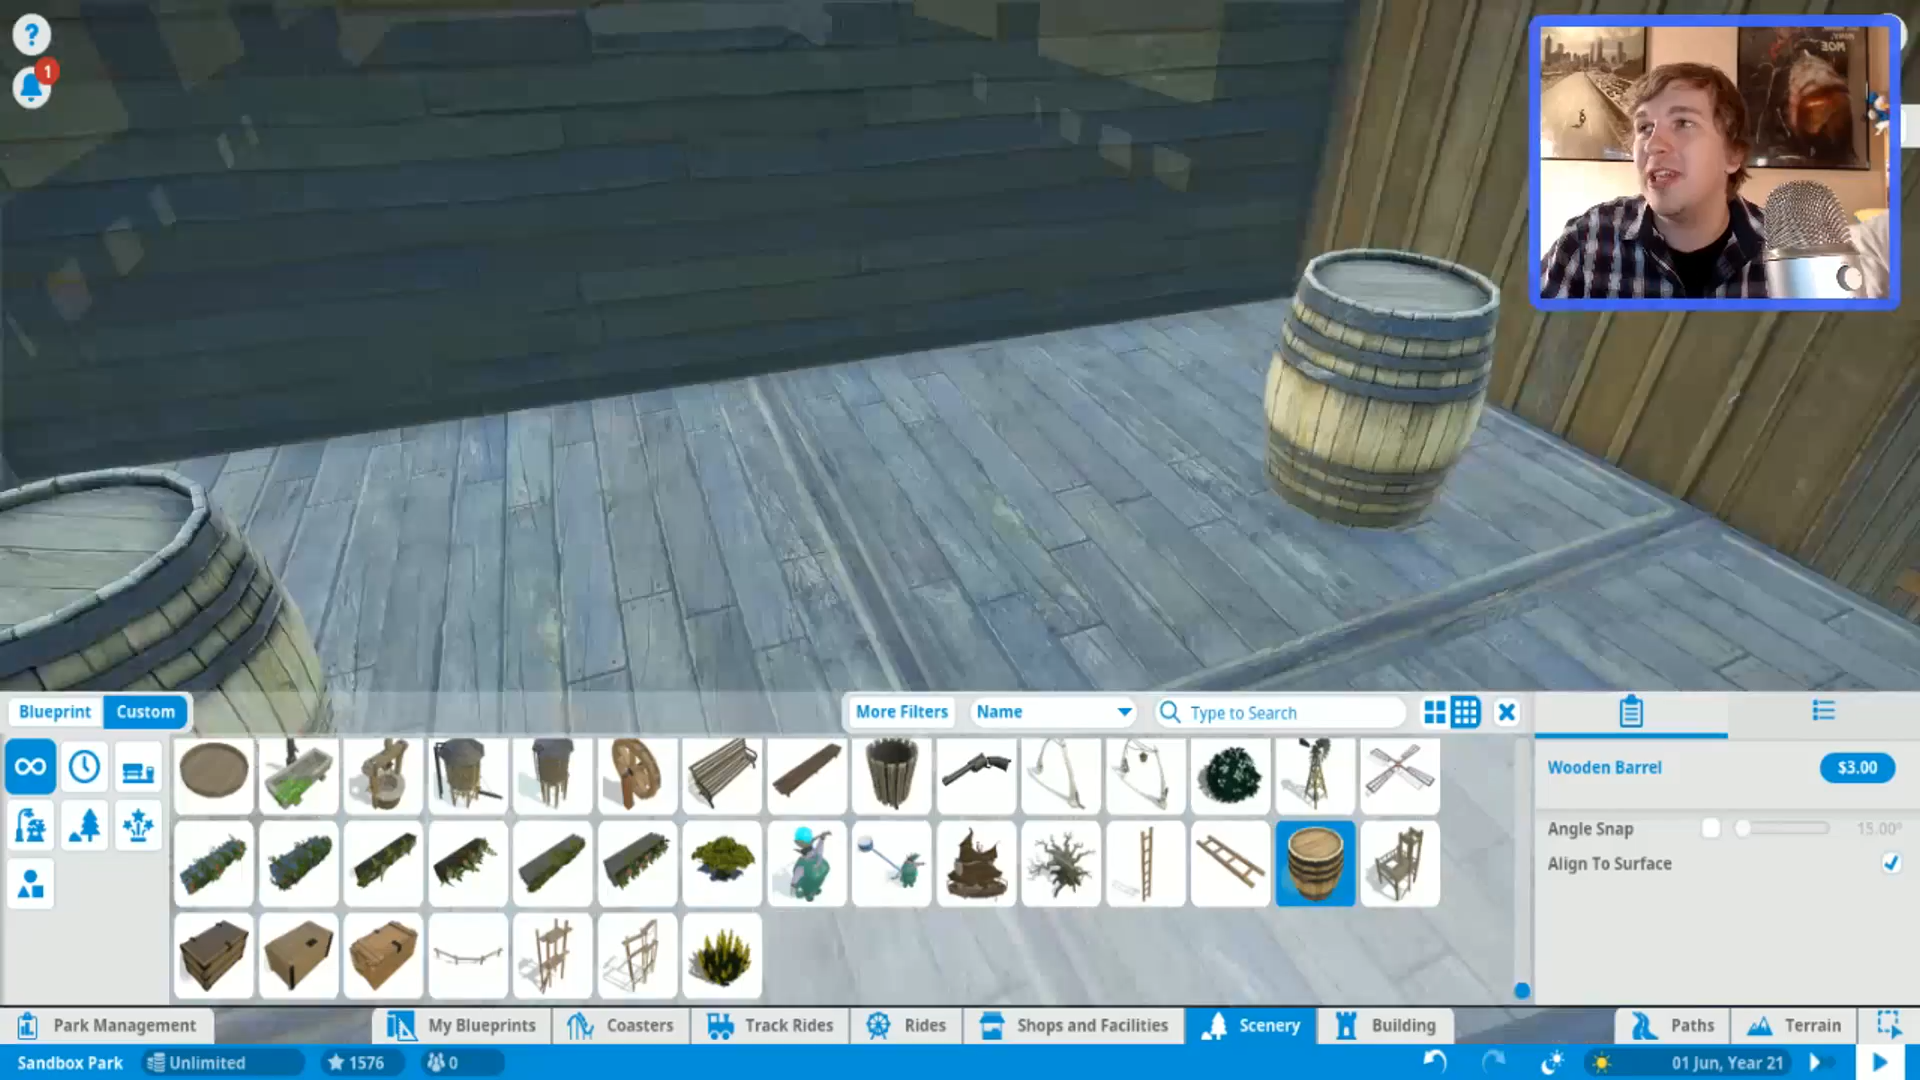 ?
1
MOE
Blueprint
Custom
More Filters
Name
Type to Search
Wooden Barrel
$3.00
Angle Snap
15.00°
Align To Surface
Park Management
My Blueprints
Coasters
Track Rides
Rides
Shops and Facilities
Scenery
Building
Paths
Terrain
Sandbox Park
Unlimited
1576
0
01 Jun, Year 21